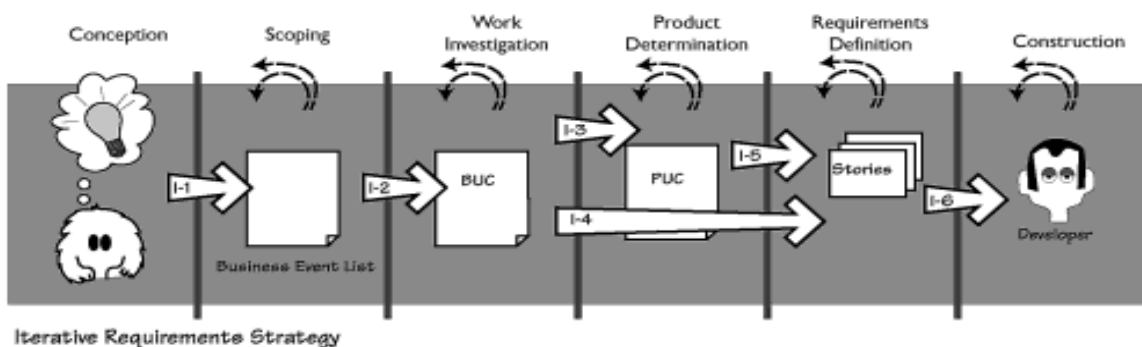 Conception
Scoping
Work
Investigation
Product
Determination
Requirements
Definition
Construction
I-1
I-2
BUC
I-3
I-4
PUC
I-5
Stories
I-6
Business Event List
Developer
Iterative Requirements Strategy